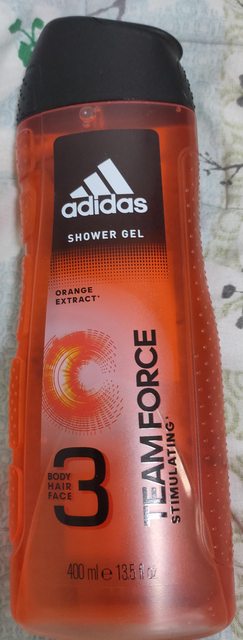 adidas
SHOWER GEL
ORANGE
EXTRACT*
TEAM FORCE
STIMULATING*
3
BODY
HAIR
FACE
400 ml e 13.5 fl oz